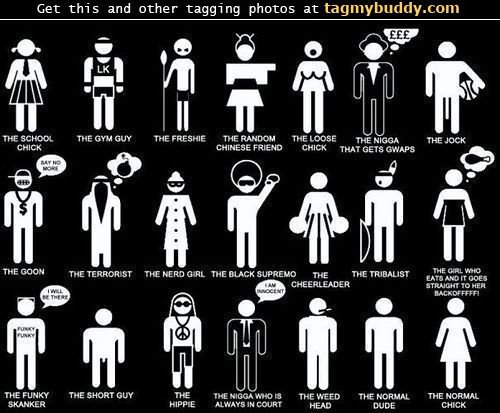 Get this and other tagging photos at tagmybuddy.com
LK
£££
THE SCHOOL
CHICK
THE GYM GUY
THE FRESHIE
THE RANDOM
CHINESE FRIEND
THE LOOSE
CHICK
THE NIGGA
THAT GETS GWAPS
THE JOCK
SAY NO
MORE
$
THE GOON
THE TERRORIST
THE NERD GIRL
THE BLACK SUPREMO
THE
CHEERLEADER
THE TRIBALIST
THE GIRL WHO
EATS AND IT GOES
STRAIGHT TO HER
BACKOFFFFF!
I WILL
BE THERE
FUNKY
FUNKY
I AM
INNOCENT
THE FUNKY
SKANKER
THE SHORT GUY
THE
HIPPIE
THE NIGGA WHO IS
ALWAYS IN COURT
THE WEED
HEAD
THE NORMAL
DUDE
THE NORMAL
CHICK